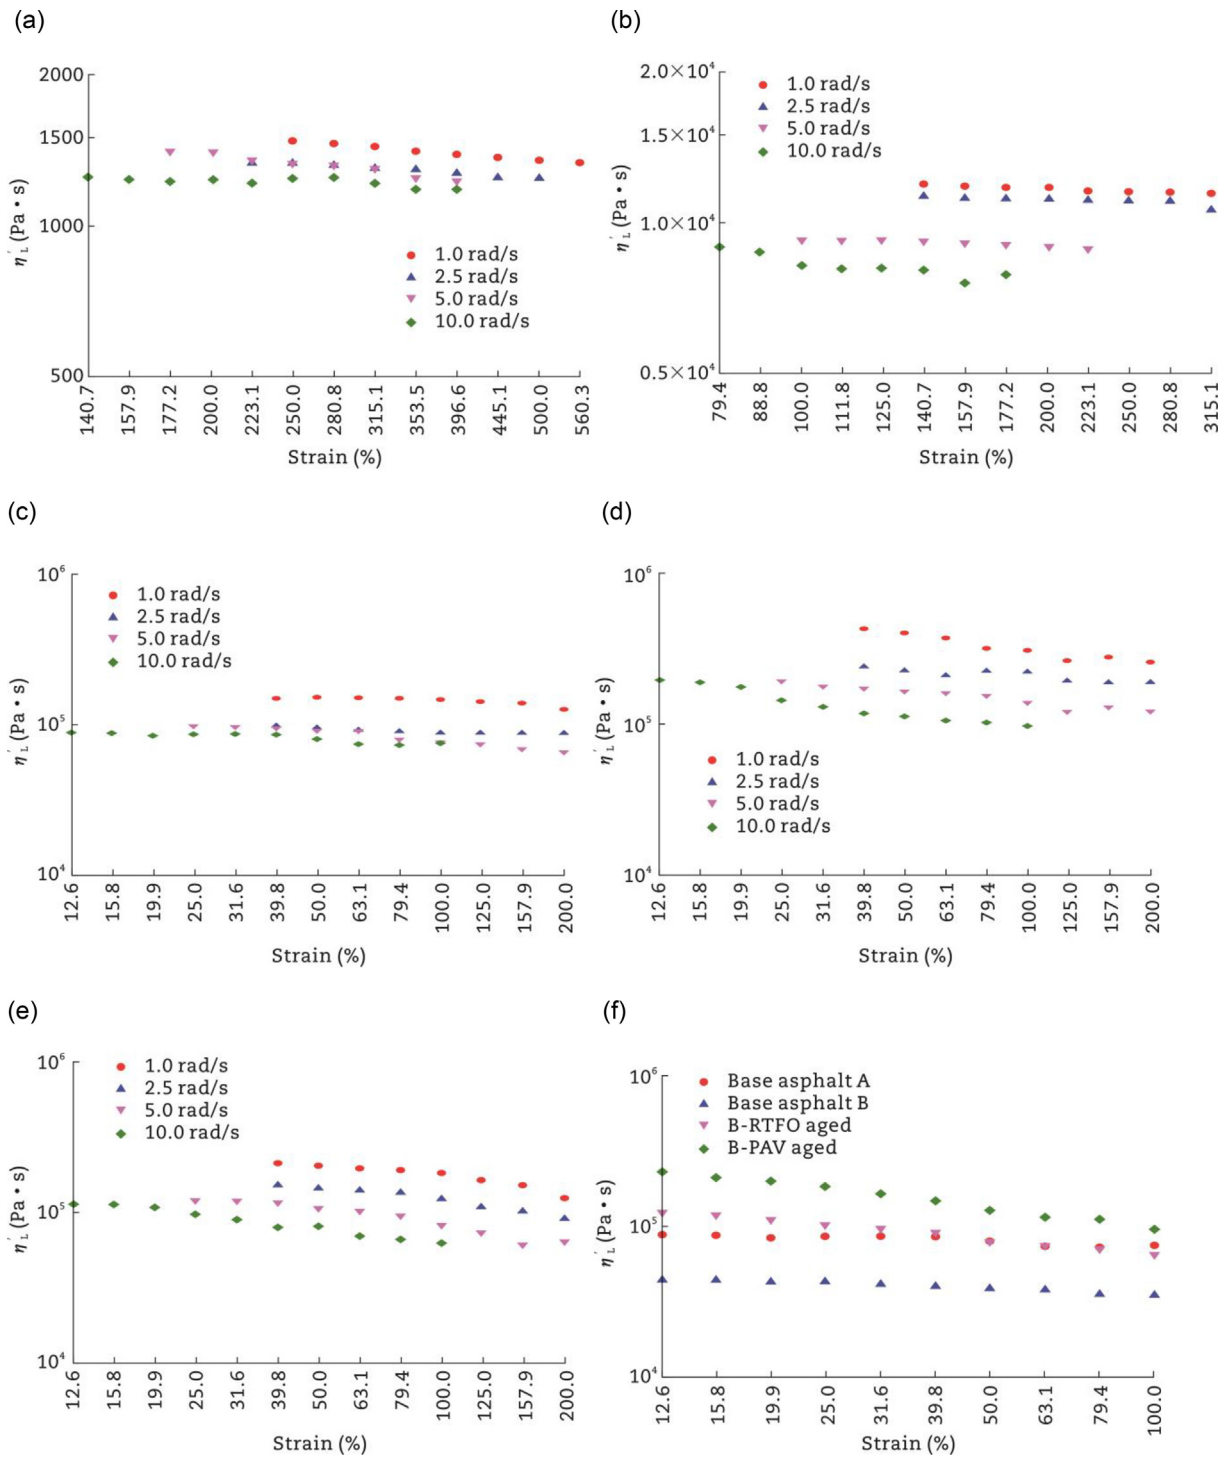 (a)
2000
1500
1000
500
η′L (Pa • s)
1.0 rad/s
2.5 rad/s
5.0 rad/s
10.0 rad/s
140.7
157.9
177.2
200.0
223.1
250.0
280.8
315.1
353.5
396.6
445.1
500.0
560.3
Strain (%)
(b)
2.0×10⁴
1.5×10⁴
1.0×10⁴
0.5×10⁴
η′L (Pa • s)
1.0 rad/s
2.5 rad/s
5.0 rad/s
10.0 rad/s
79.4
88.8
100.0
111.8
125.0
140.7
157.9
177.2
200.0
223.1
250.0
280.8
315.1
Strain (%)
(c)
10⁶
10⁵
10⁴
η′L (Pa • s)
1.0 rad/s
2.5 rad/s
5.0 rad/s
10.0 rad/s
12.6
15.8
19.9
25.0
31.6
39.8
50.0
63.1
79.4
100.0
125.0
157.9
200.0
Strain (%)
(d)
10⁶
10⁵
10⁴
η′L (Pa • s)
1.0 rad/s
2.5 rad/s
5.0 rad/s
10.0 rad/s
12.6
15.8
19.9
25.0
31.6
39.8
50.0
63.1
79.4
100.0
125.0
157.9
200.0
Strain (%)
(e)
10⁶
10⁵
10⁴
η′L (Pa • s)
1.0 rad/s
2.5 rad/s
5.0 rad/s
10.0 rad/s
12.6
15.8
19.9
25.0
31.6
39.8
50.0
63.1
79.4
100.0
125.0
157.9
200.0
Strain (%)
(f)
10⁶
10⁵
10⁴
η′L (Pa • s)
Base asphalt A
Base asphalt B
B-RTFO aged
B-PAV aged
12.6
15.8
19.9
25.0
31.6
39.8
50.0
63.1
79.4
100.0
Strain (%)